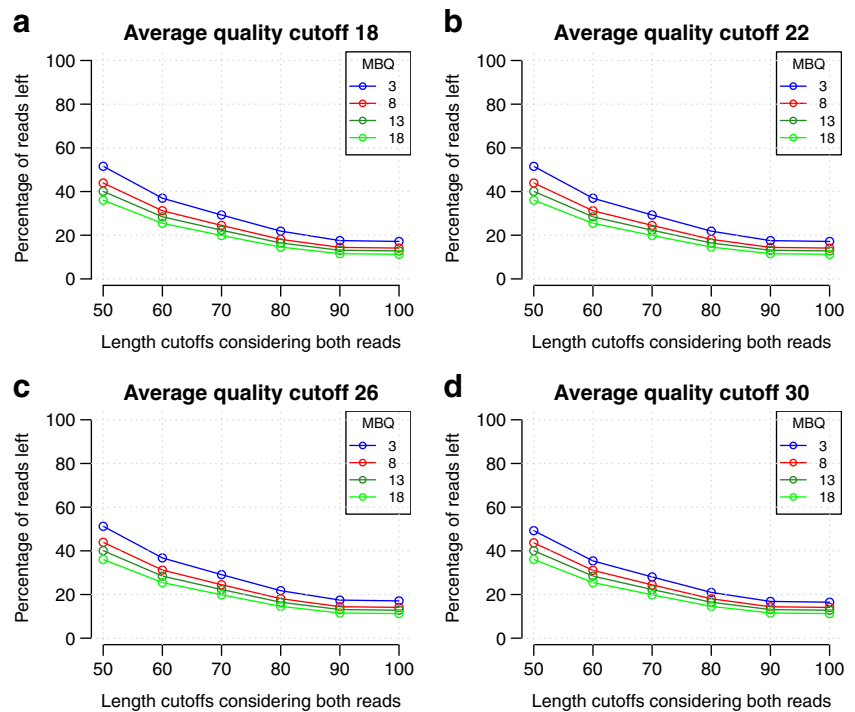 a
Average quality cutoff 18
Percentage of reads left
100
80
60
40
20
0
MBQ
3
8
13
18
50 60 70 80 90 100
Length cutoffs considering both reads
b
Average quality cutoff 22
Percentage of reads left
100
80
60
40
20
0
MBQ
3
8
13
18
50 60 70 80 90 100
Length cutoffs considering both reads
c
Average quality cutoff 26
Percentage of reads left
100
80
60
40
20
0
MBQ
3
8
13
18
50 60 70 80 90 100
Length cutoffs considering both reads
d
Average quality cutoff 30
Percentage of reads left
100
80
60
40
20
0
MBQ
3
8
13
18
50 60 70 80 90 100
Length cutoffs considering both reads